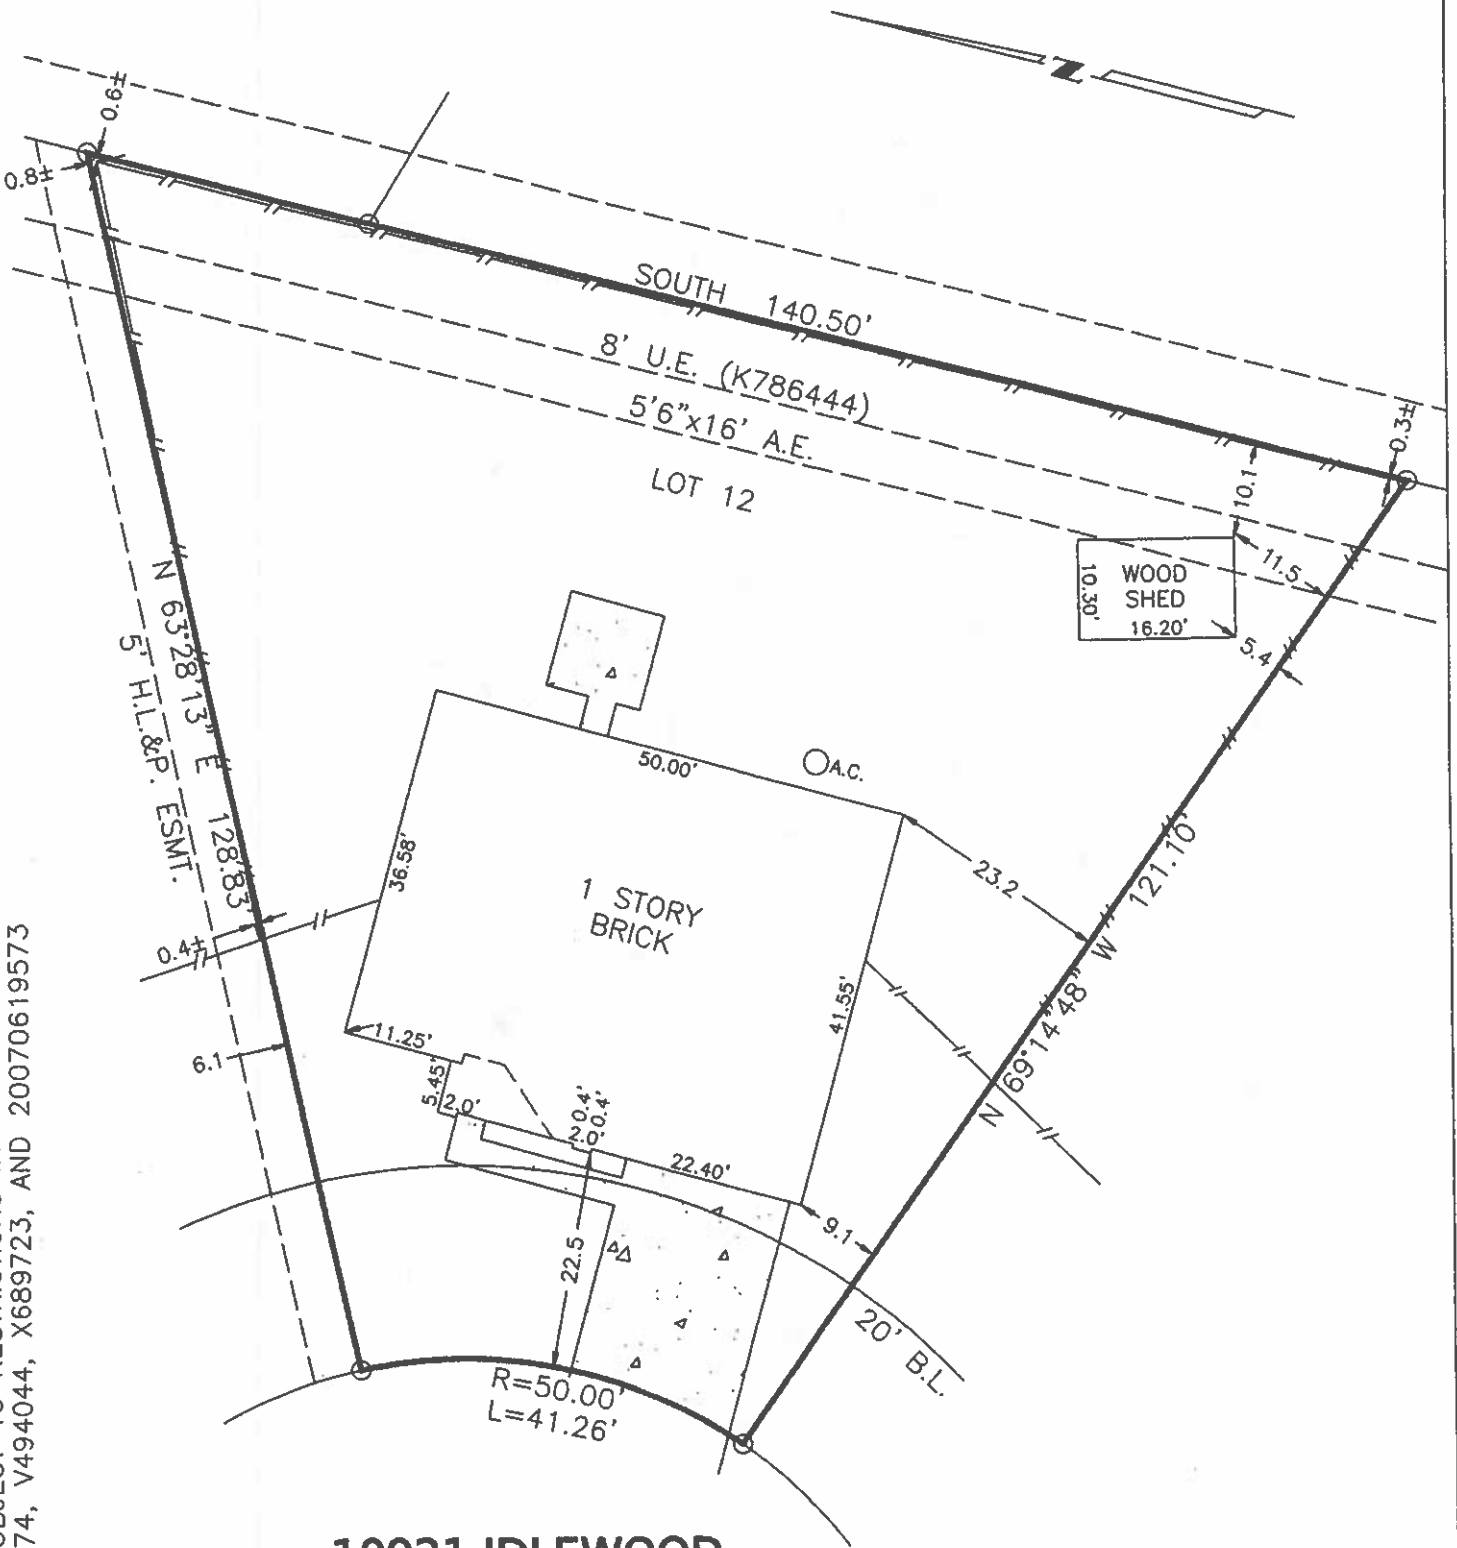 N
0.6±
0.8±
SOUTH 140.50'
8' U.E. (K786444)
5'6"x16' A.E.
LOT 12
0.3±
10.1
11.5
WOOD
SHED
10.30'
16.20'
5.4
N 63°28'13" E 128.83'
5' H.L.&P. ESMT.
50.00'
A.C.
36.58'
1 STORY
BRICK
23.2
N 69°14'48" W 121.10'
41.55'
0.4±
6.1
11.25'
5.45'
2.0'
0.4'
0.4'
2.0'
22.40'
9.1
22.5
20' B.L.
R=50.00'
L=41.26'
74, V494044, X689723, AND 20070619573
10931 IDLEWOOD